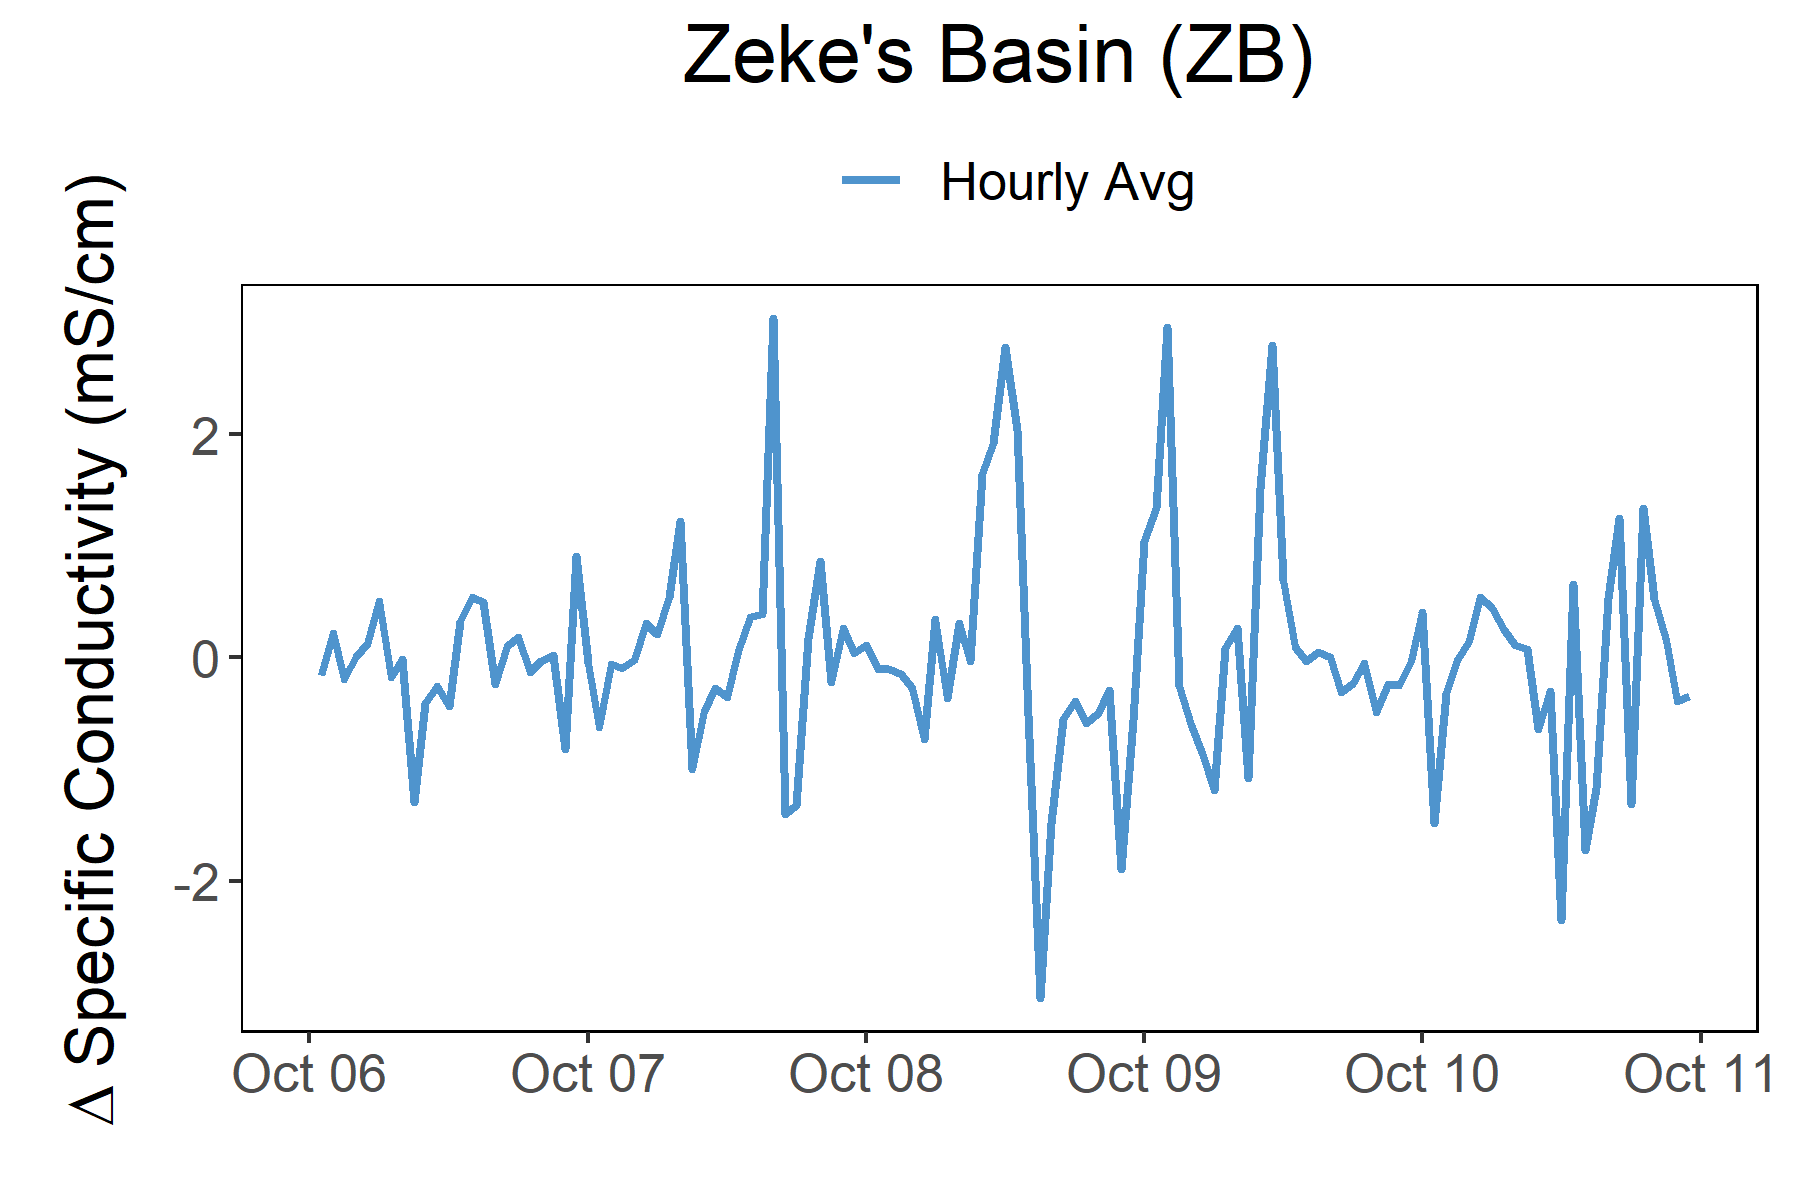 Zeke's Basin (ZB)
Hourly Avg
Δ Specific Conductivity (mS/cm)
2
0
-2
Oct 06 Oct 07 Oct 08 Oct 09 Oct 10 Oct 11